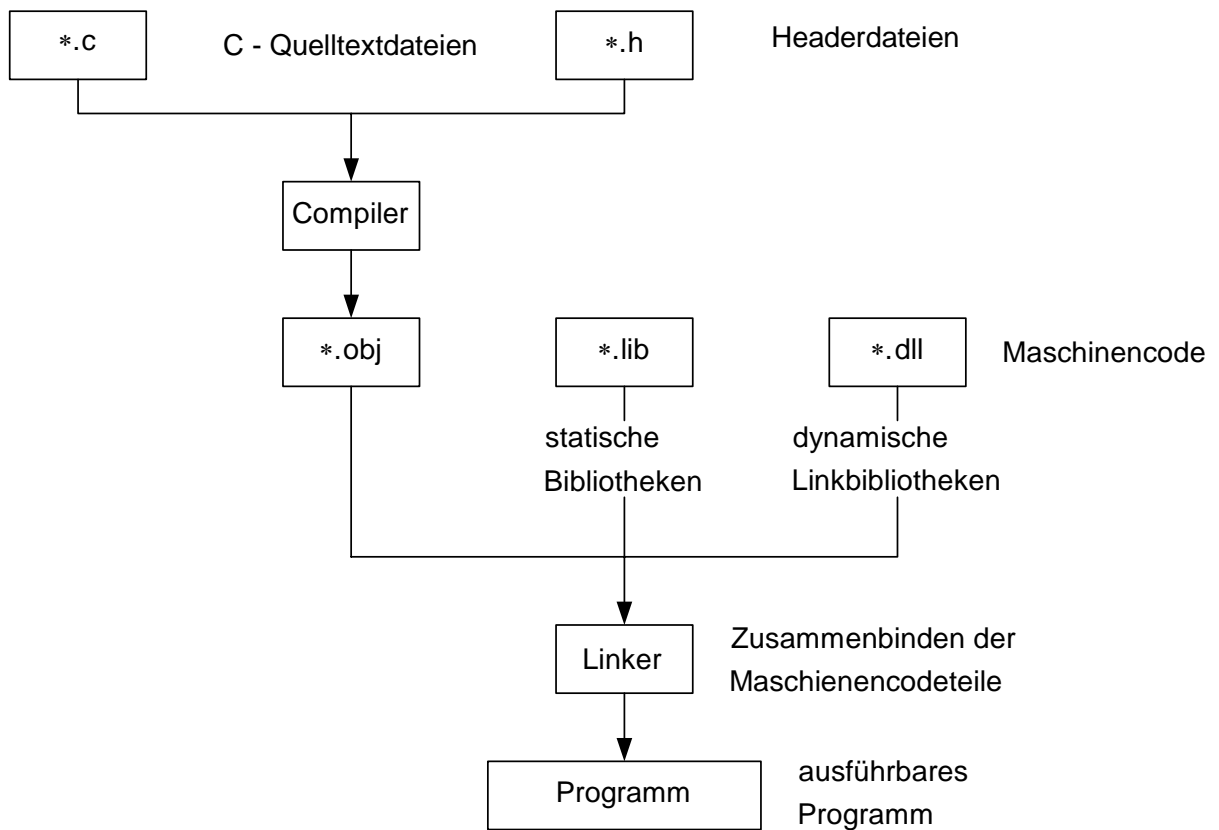 *.c
C - Quelltextdateien
*.h
Headerdateien
Compiler
*.obj
*.lib
*.dll
Maschinencode
statische
Bibliotheken
dynamische
Linkbibliotheken
Linker
Zusammenbinden der
Maschienencodeteile
Programm
ausführbares
Programm